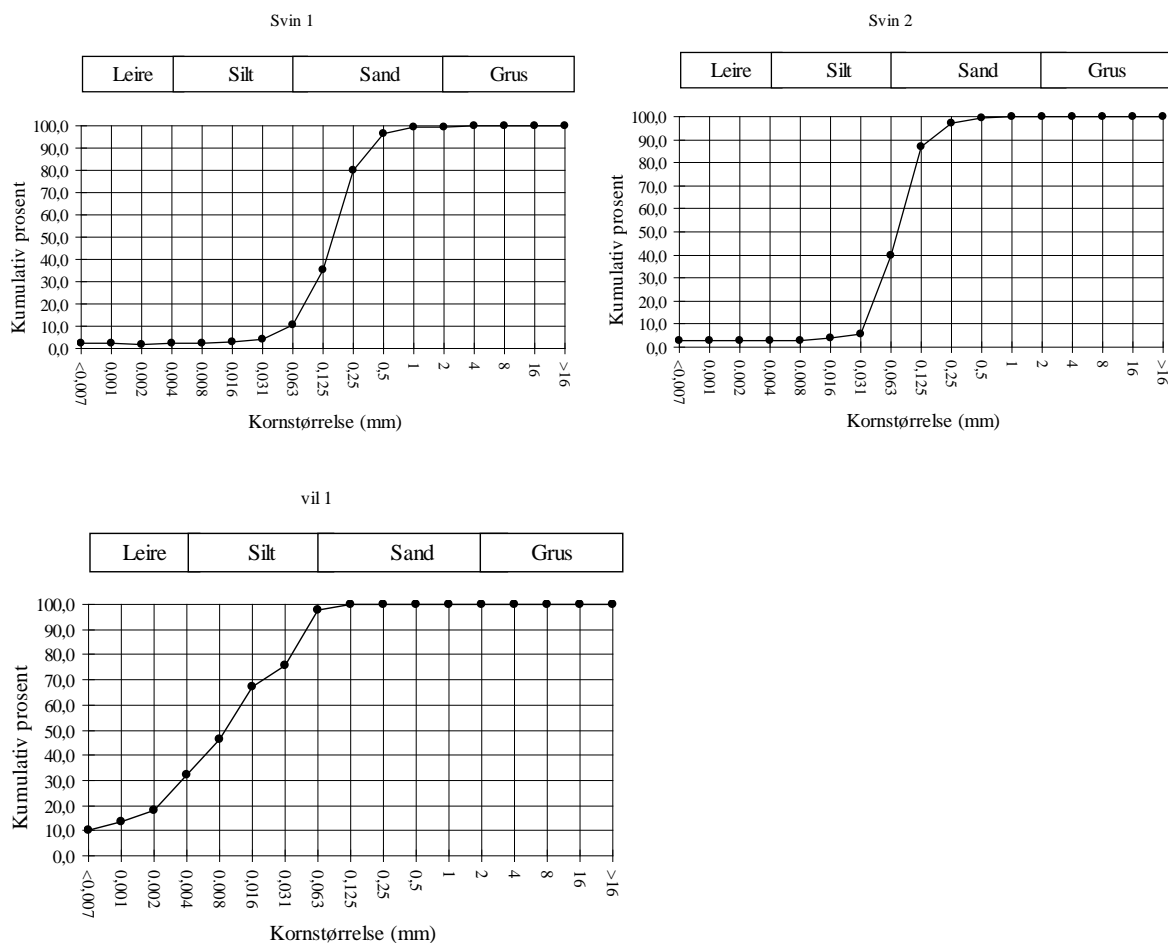 Svin 1
Leire Silt Sand Grus
Kumulativ prosent
100,0
90,0
80,0
70,0
60,0
50,0
40,0
30,0
20,0
10,0
0,0
<0,007 0,001 0,002 0,004 0,008 0,016 0,031 0,063 0,125 0,25 0,5 1 2 4 8 16 >16
Kornstørrelse (mm)
Svin 2
Leire Silt Sand Grus
Kumulativ prosent
100,0
90,0
80,0
70,0
60,0
50,0
40,0
30,0
20,0
10,0
0,0
<0,007 0,001 0,002 0,004 0,008 0,016 0,031 0,063 0,125 0,25 0,5 1 2 4 8 16 >16
Kornstørrelse (mm)
vil 1
Leire Silt Sand Grus
Kumulativ prosent
100,0
90,0
80,0
70,0
60,0
50,0
40,0
30,0
20,0
10,0
0,0
<0,007 0,001 0,002 0,004 0,008 0,016 0,031 0,063 0,125 0,25 0,5 1 2 4 8 16 >16
Kornstørrelse (mm)